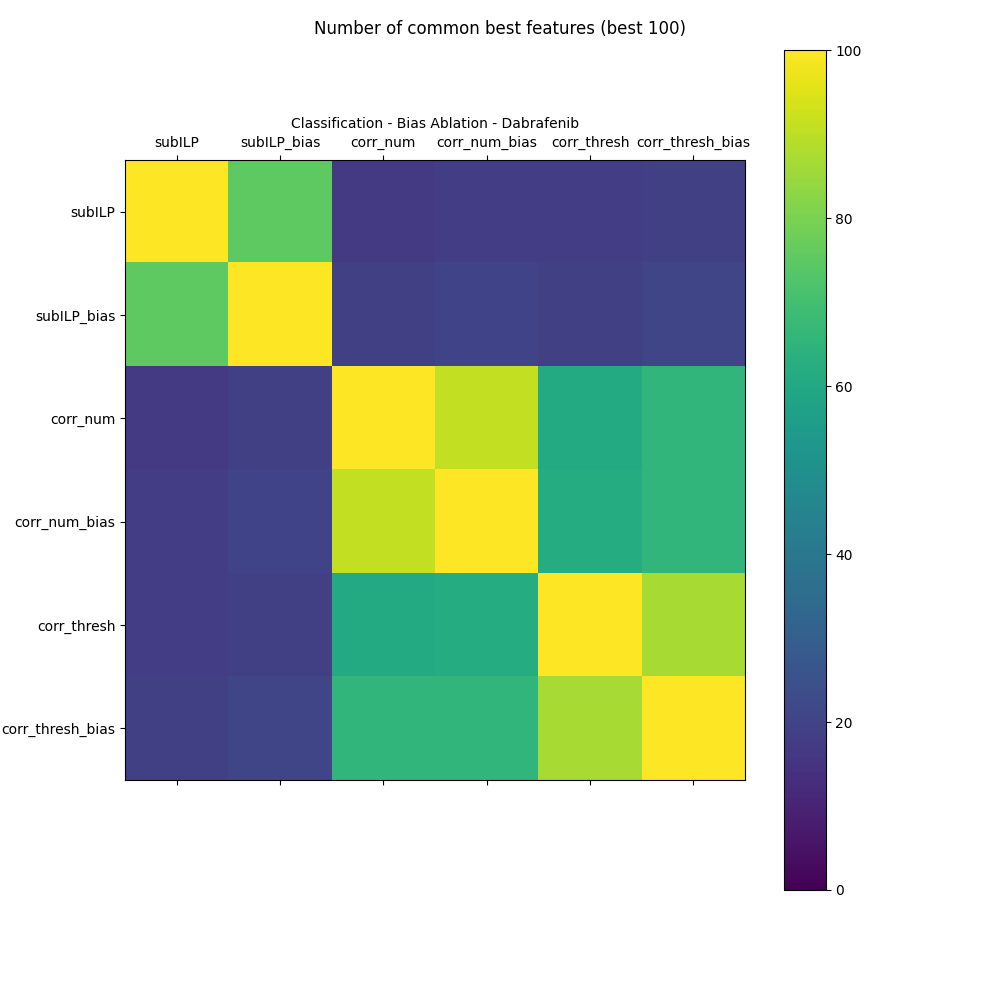 Number of common best features (best 100)
Classification - Bias Ablation - Dabrafenib
subILP subILP_bias corr_num corr_num_bias corr_thresh corr_thresh_bias
subILP
subILP_bias
corr_num
corr_num_bias
corr_thresh
corr_thresh_bias
100
80
60
40
20
0